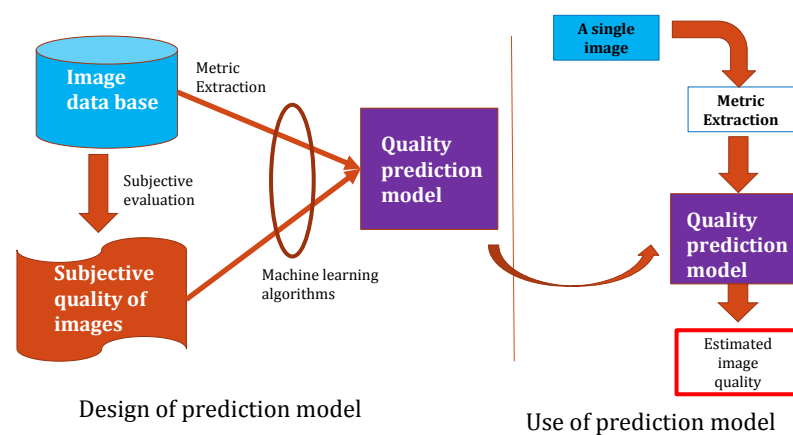 Image
data base
Metric
Extraction
Subjective
evaluation
Quality
prediction
model
Subjective
quality of
images
Machine learning
algorithms
Design of prediction model
A single
image
Metric
Extraction
Quality
prediction
model
Estimated
image
quality
Use of prediction model